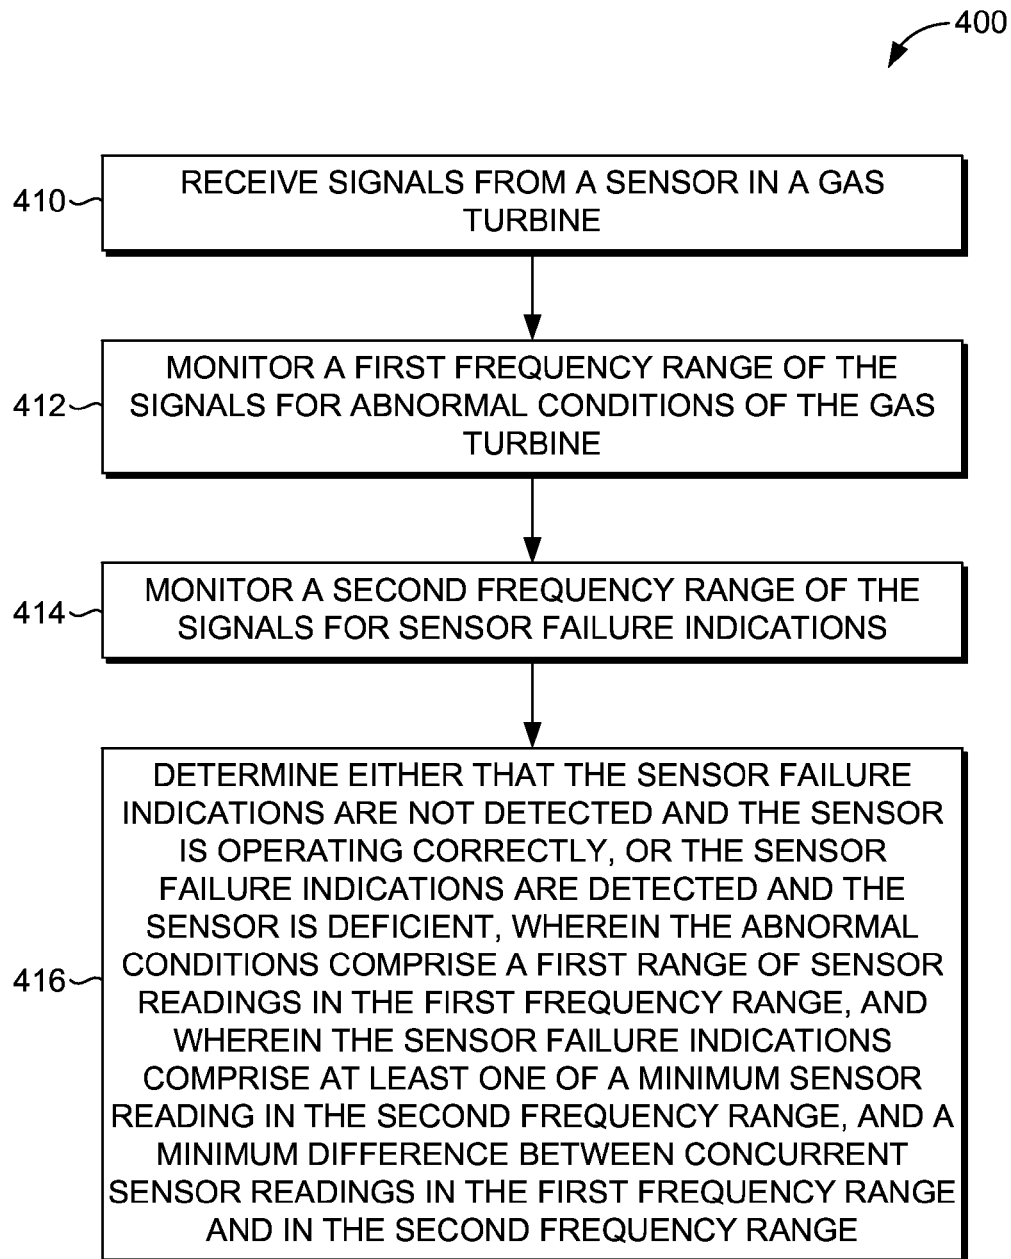 400
410
RECEIVE SIGNALS FROM A SENSOR IN A GAS
TURBINE
412
MONITOR A FIRST FREQUENCY RANGE OF THE
SIGNALS FOR ABNORMAL CONDITIONS OF THE GAS
TURBINE
414
MONITOR A SECOND FREQUENCY RANGE OF THE
SIGNALS FOR SENSOR FAILURE INDICATIONS
416
DETERMINE EITHER THAT THE SENSOR FAILURE
INDICATIONS ARE NOT DETECTED AND THE SENSOR
IS OPERATING CORRECTLY, OR THE SENSOR
FAILURE INDICATIONS ARE DETECTED AND THE
SENSOR IS DEFICIENT, WHEREIN THE ABNORMAL
CONDITIONS COMPRISE A FIRST RANGE OF SENSOR
READINGS IN THE FIRST FREQUENCY RANGE, AND
WHEREIN THE SENSOR FAILURE INDICATIONS
COMPRISE AT LEAST ONE OF A MINIMUM SENSOR
READING IN THE SECOND FREQUENCY RANGE, AND A
MINIMUM DIFFERENCE BETWEEN CONCURRENT
SENSOR READINGS IN THE FIRST FREQUENCY RANGE
AND IN THE SECOND FREQUENCY RANGE